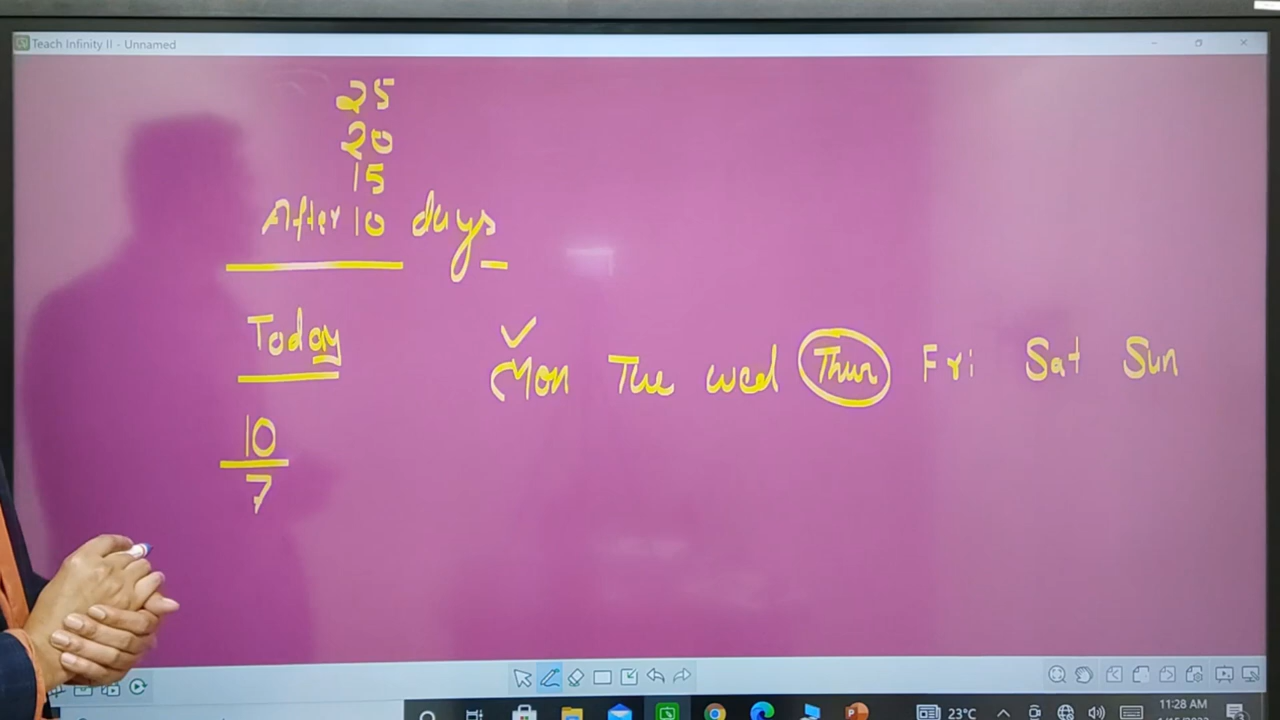 Teach Infinity II - Unnamed
25
20
15
After 10 days
Today
Mon Tue Wed Thur Fri Sat Sun
10
7
23°C
11:28 AM